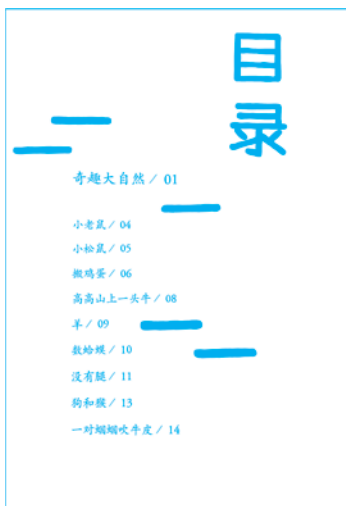 目录
奇趣大自然 / 01
小老鼠 / 04
小松鼠 / 05
搬鸡蛋 / 06
高高山上一头牛 / 08
羊 / 09
数蛤蟆 / 10
没有腿 / 11
狗和猴 / 13
一对蝈蝈吹牛皮 / 14